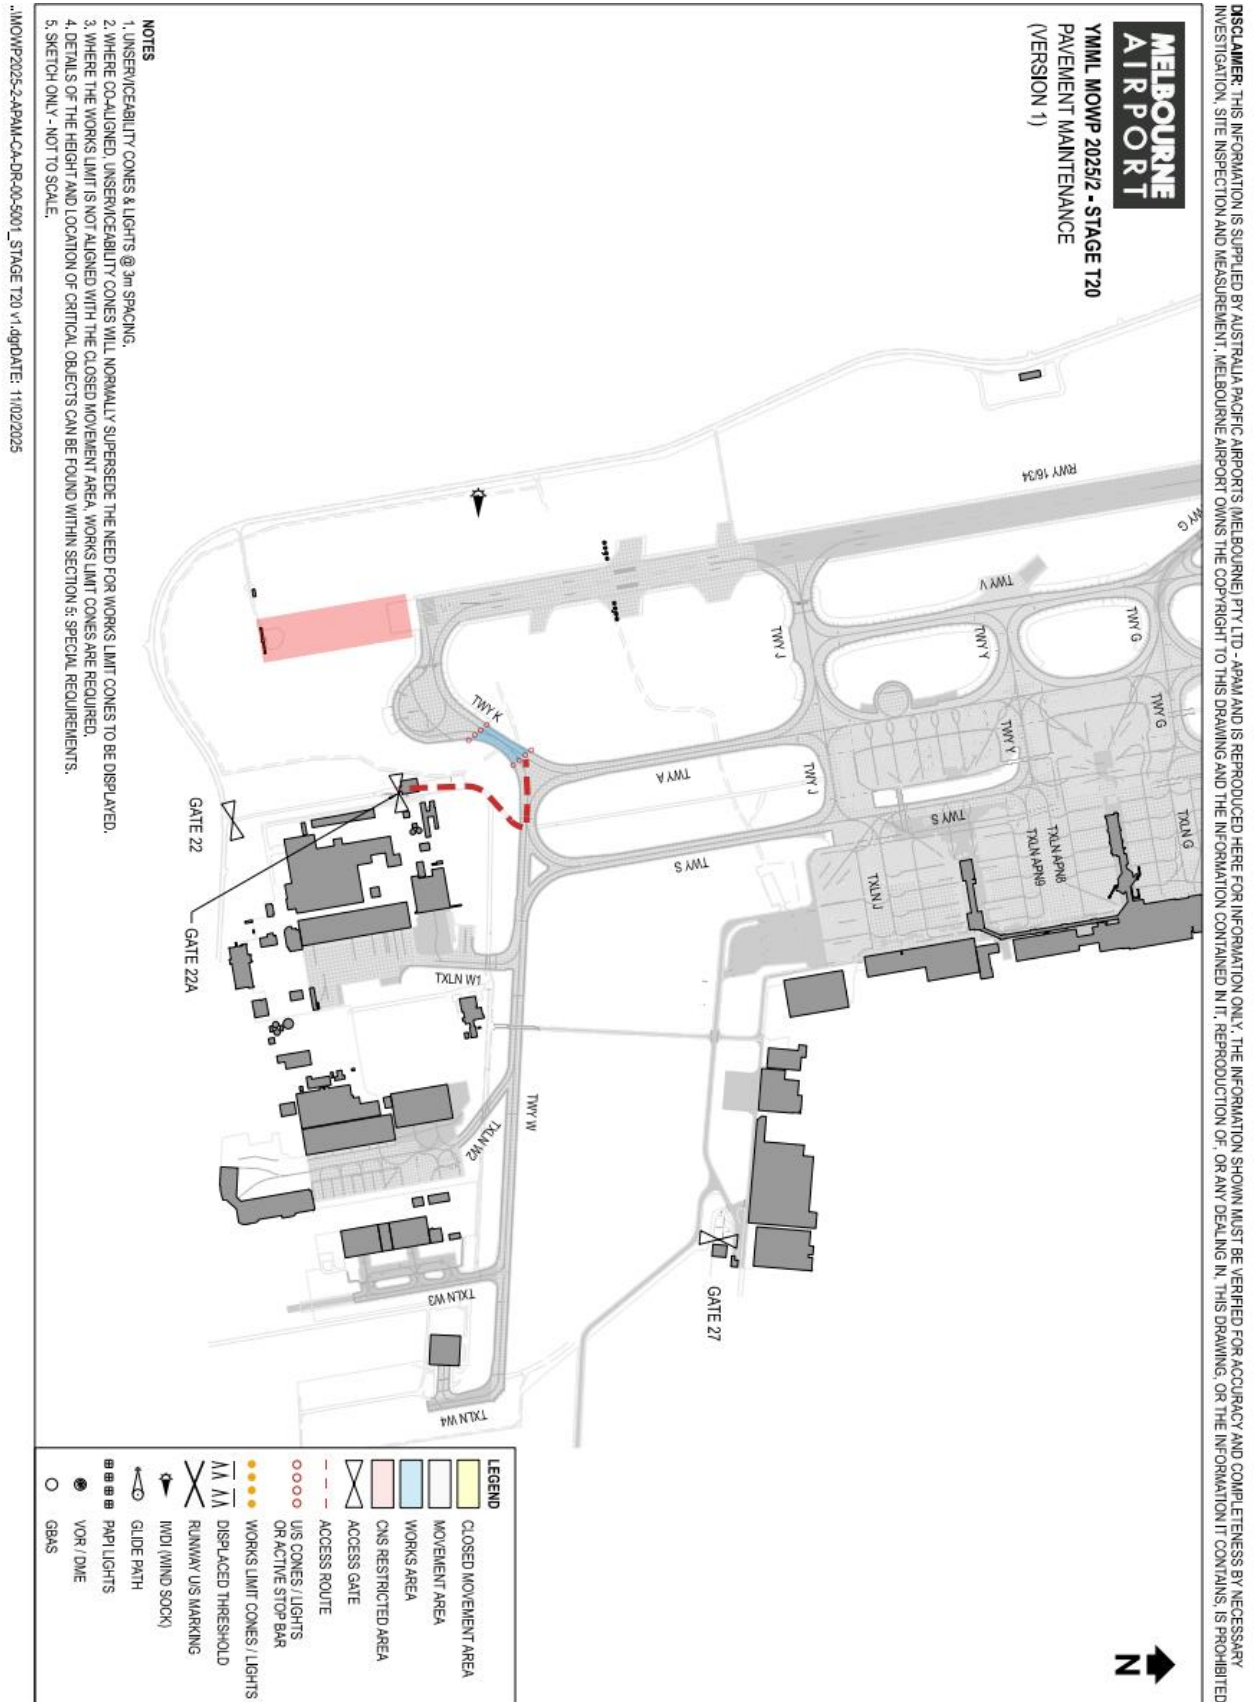 DISCLAIMER: THIS INFORMATION IS SUPPLIED BY AUSTRALIA PACIFIC AIRPORTS (MELBOURNE) PTY LTD - APAM AND IS REPRODUCED HERE FOR INFORMATION ONLY. THE INFORMATION SHOWN MUST BE VERIFIED FOR ACCURACY AND COMPLETENESS BY NECESSARY
INVESTIGATION, SITE INSPECTION AND MEASUREMENT. MELBOURNE AIRPORT OWNS THE COPYRIGHT TO THIS DRAWING AND THE INFORMATION CONTAINED IN IT. REPRODUCTION OF, OR ANY DEALING IN, THIS DRAWING, OR THE INFORMATION IT CONTAINS, IS PROHIBITED
MELBOURNE
AIRPORT
YMML MOWP 2025/2 - STAGE T20
PAVEMENT MAINTENANCE
(VERSION 1)
N
RWY 16/34
TWY G
TWY V
TWY G
TWY Y
TWY J
TWY G
TWY Y
TWY J
TWY A
TWY K
TWY S
TWY S
TXLN G
TXLN APN8
TXLN APN9
TXLN J
TXLN W1
TWY W
TXLN W2
TXLN W3
TXLN W4
GATE 22
GATE 22A
GATE 27
NOTES
1. UNSERVICEABILITY CONES & LIGHTS @ 3m SPACING.
2. WHERE CO-ALIGNED, UNSERVICEABILITY CONES WILL NORMALLY SUPERSEDE THE NEED FOR WORKS LIMIT CONES TO BE DISPLAYED.
3. WHERE THE WORKS LIMIT IS NOT ALIGNED WITH THE CLOSED MOVEMENT AREA, WORKS LIMIT CONES ARE REQUIRED.
4. DETAILS OF THE HEIGHT AND LOCATION OF CRITICAL OBJECTS CAN BE FOUND WITHIN SECTION 5: SPECIAL REQUIREMENTS.
5. SKETCH ONLY - NOT TO SCALE.
LEGEND
CLOSED MOVEMENT AREA
MOVEMENT AREA
WORKS AREA
CNS RESTRICTED AREA
ACCESS GATE
ACCESS ROUTE
U/S CONES / LIGHTS
OR ACTIVE STOP BAR
WORKS LIMIT CONES / LIGHTS
DISPLACED THRESHOLD
RUNWAY U/S MARKING
IWDI (WIND SOCK)
GLIDE PATH
PAPI LIGHTS
VOR / DME
GBAS
..\MOWP2025-2-APAM-CA-DR-00-5001_STAGE T20 v1.dgnDATE: 11/02/2025